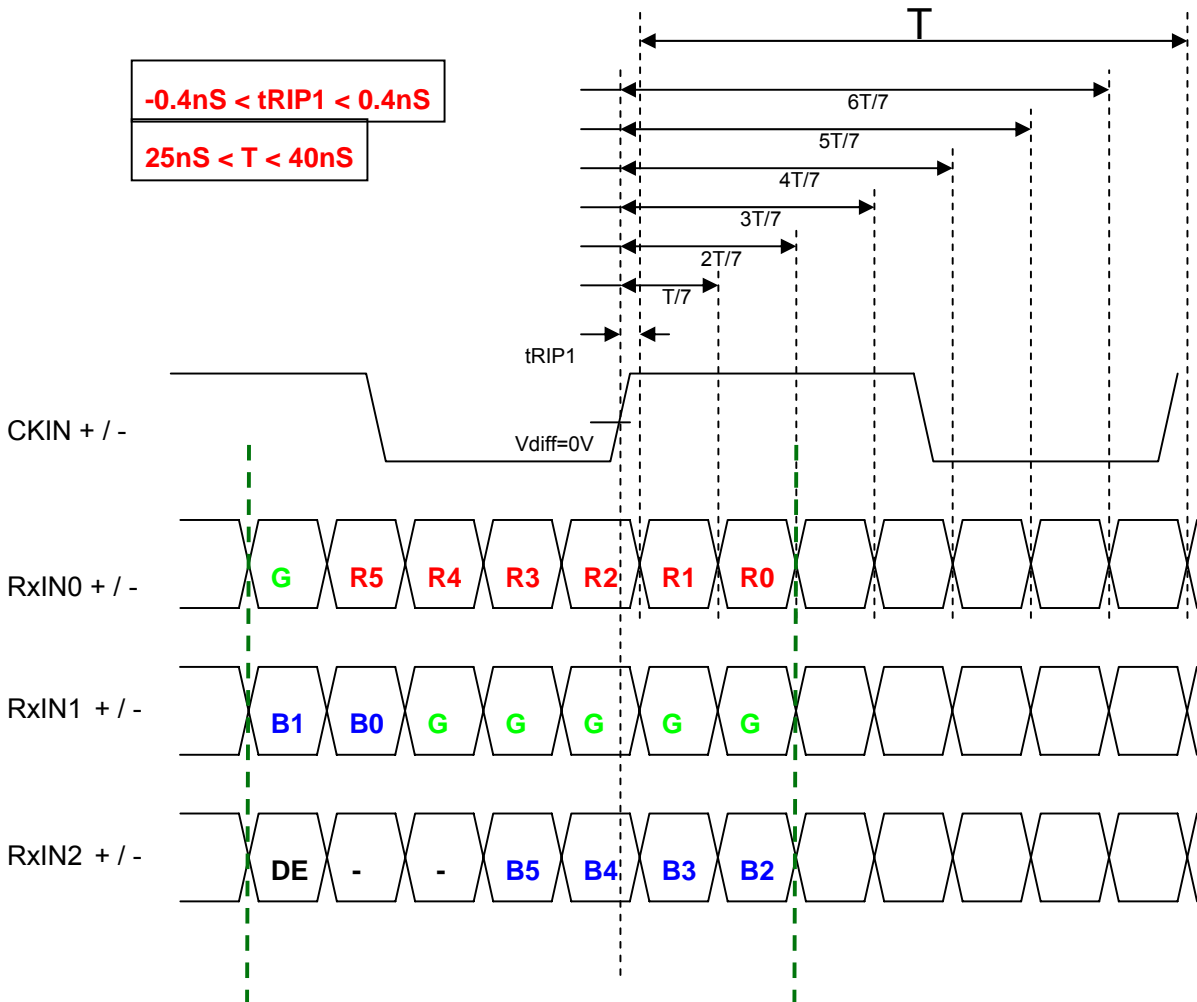 T
-0.4nS < tRIP1 < 0.4nS
25nS < T < 40nS
6T/7
5T/7
4T/7
3T/7
2T/7
T/7
tRIP1
CKIN + / -
Vdiff=0V
RxIN0 + / -
G R5 R4 R3 R2 R1 R0
RxIN1 + / -
B1 B0 G G G G G
RxIN2 + / -
DE - - B5 B4 B3 B2